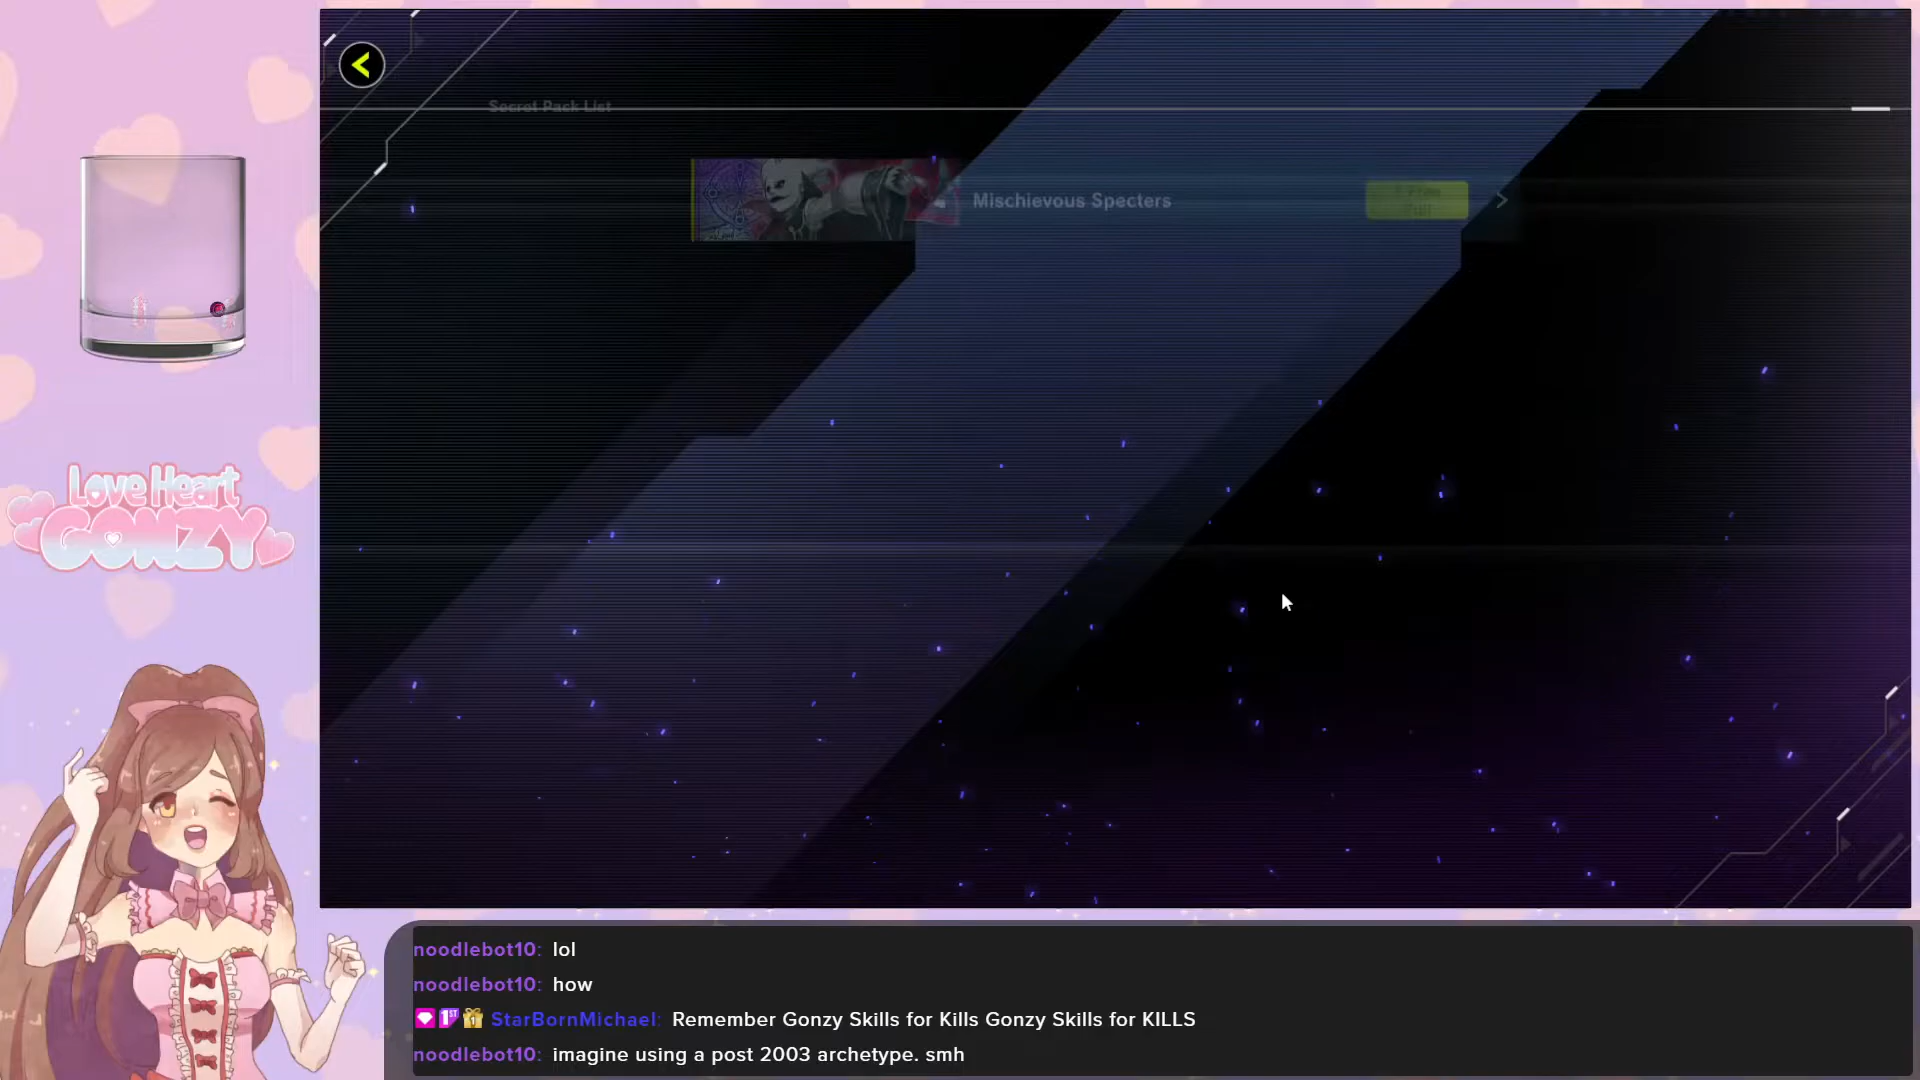 Secret Pack List
Mischievous Specters
Love Heart
GONZY
noodlebot10: lol
noodlebot10: how
1ST StarBornMichael: Remember Gonzy Skills for Kills Gonzy Skills for KILLS
noodlebot10: imagine using a post 2003 archetype. smh